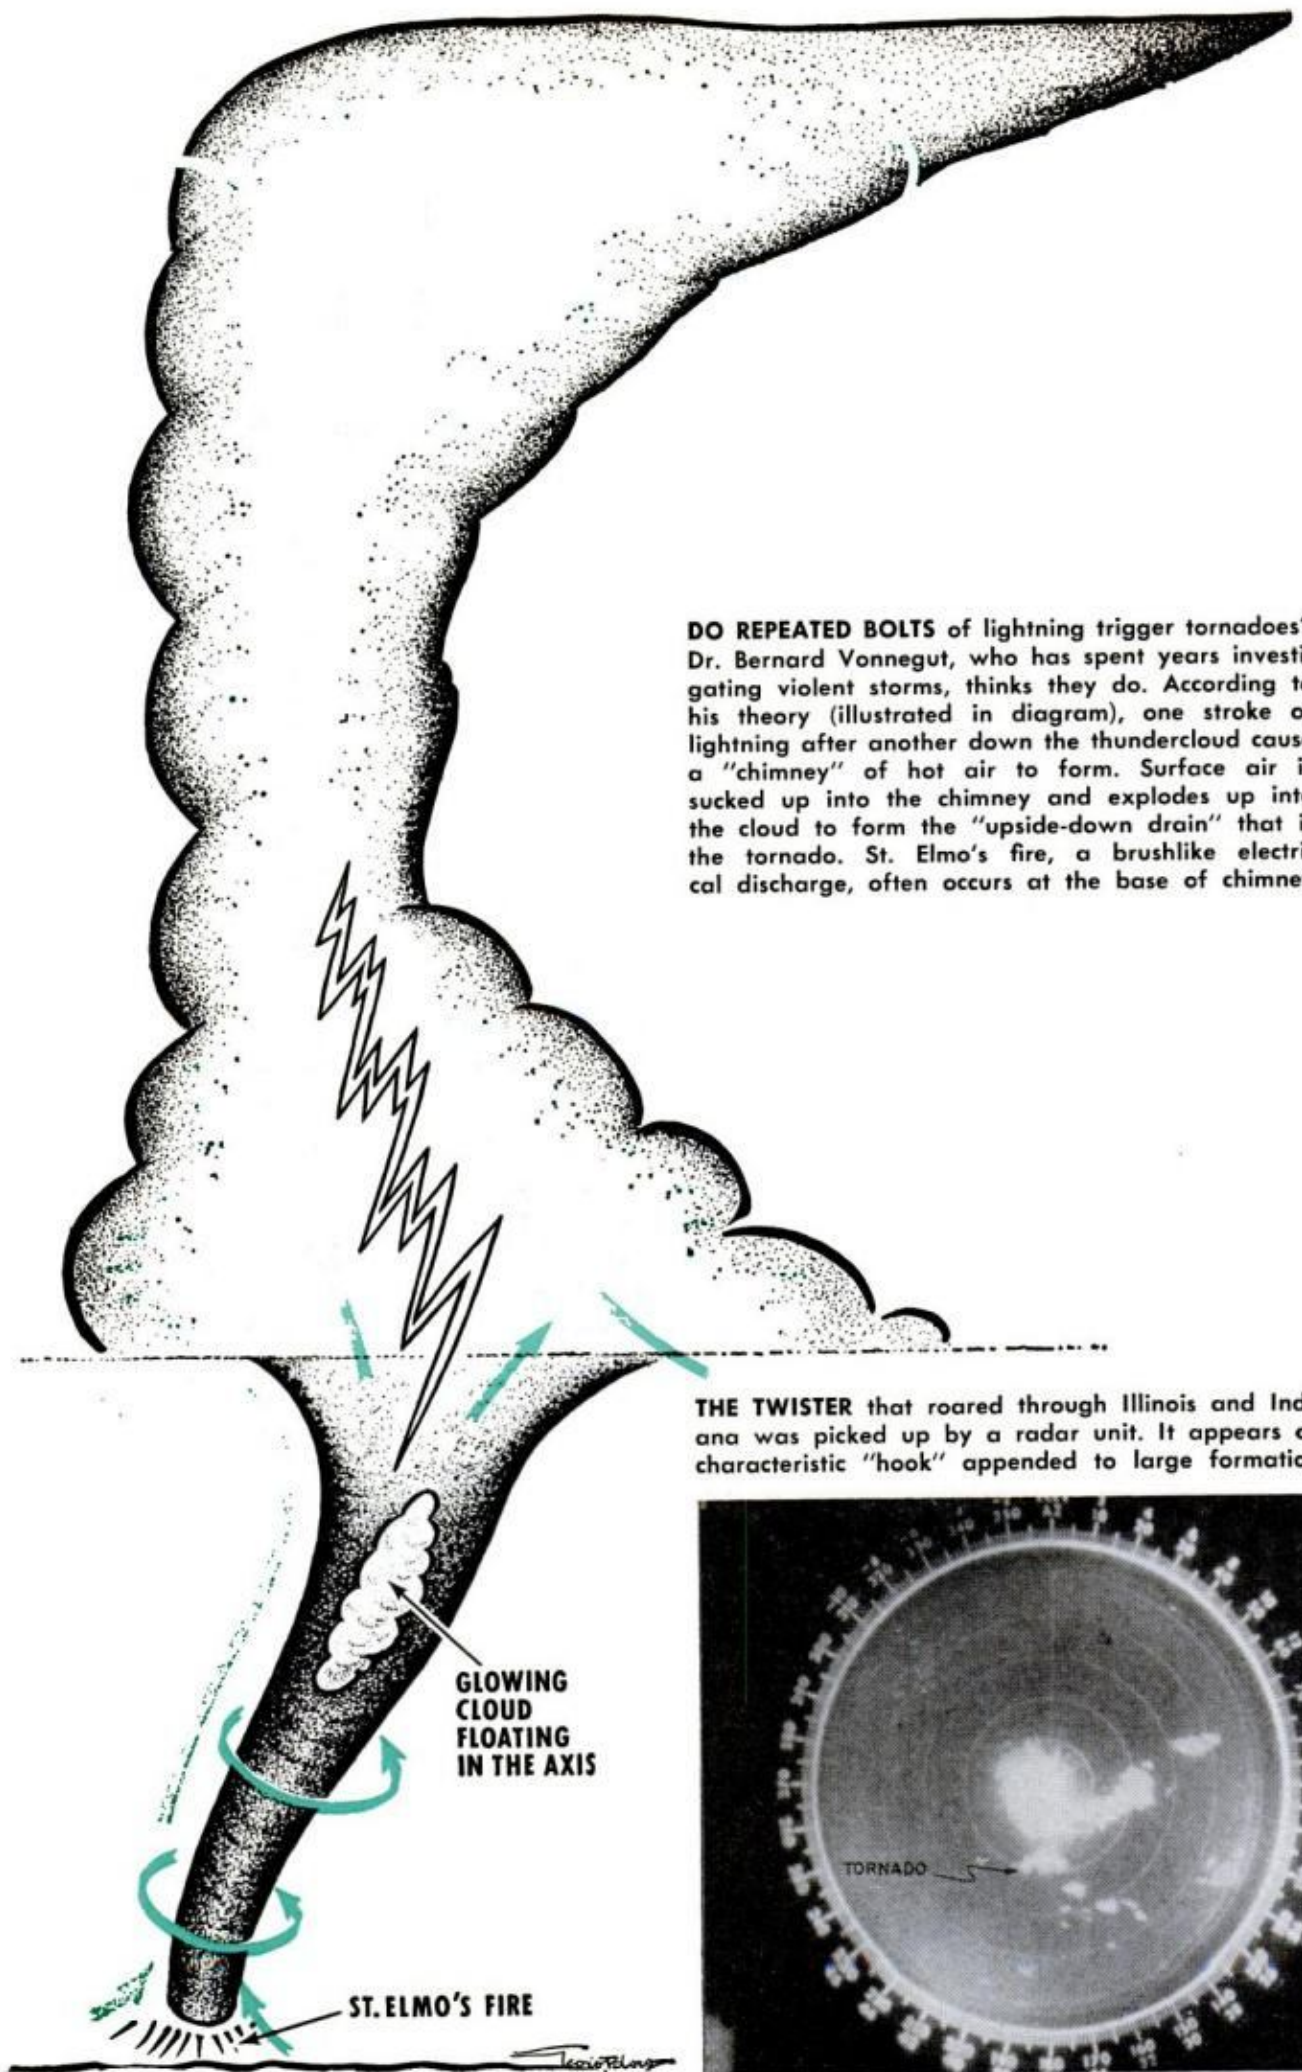 DO REPEATED BOLTS of lightning trigger tornadoes?
Dr. Bernard Vonnegut, who has spent years investi
gating violent storms, thinks they do. According t
his theory (illustrated in diagram), one stroke o
lightning after another down the thundercloud cause
a "chimney" of hot air to form. Surface air i
sucked up into the chimney and explodes up int
the cloud to form the "upside-down drain" that i
the tornado. St. Elmo's fire, a brushlike electri
cal discharge, often occurs at the base of chimne
THE TWISTER that roared through Illinois and Ind
ana was picked up by a radar unit. It appears
characteristic "hook" appended to large formatio
GLOWING
CLOUD
FLOATING
IN THE AXIS
TORNADO
ST. ELMO'S FIRE